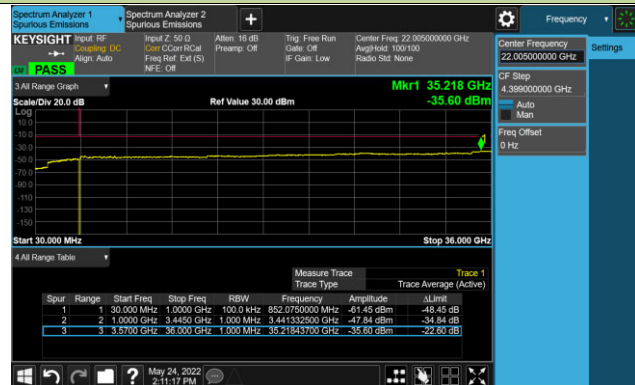 Spectrum Analyzer 1
Spurious Emissions
Spectrum Analyzer 2
Spurious Emissions
+
Frequency
KEYSIGHT
Input: RF
Coupling: DC
Align: Auto
Input Z: 50 Ω
Corr CCorr RCal
Freq Ref: Ext (S)
NFE: Off
Atten: 16 dB
Preamp: Off
Trig: Free Run
Gate: Off
IF Gain: Low
Center Freq: 22.005000000 GHz
Avg|Hold: 100/100
Radio Std: None
PASS
Center Frequency
22.005000000 GHz
Settings
CF Step
4.399000000 GHz
Auto
Man
Freq Offset
0 Hz
3 All Range Graph
Mkr1 35.218 GHz
Scale/Div 20.0 dB
Ref Value 30.00 dBm
-35.60 dBm
Log
10.0
-10.0
-30.0
-50.0
-70.0
-90.0
-110
-130
-150
1
Start 30.000 MHz
Stop 36.000 GHz
4 All Range Table
Measure Trace Trace 1
Trace Type Trace Average (Active)
Spur Range Start Freq Stop Freq RBW Frequency Amplitude ΔLimit
1 1 30.000 MHz 1.0000 GHz 100.0 kHz 852.0750000 MHz -61.45 dBm -48.45 dB
2 2 1.0000 GHz 3.4450 GHz 1.000 MHz 3.441332500 GHz -47.84 dBm -34.84 dB
3 3 3.5700 GHz 36.000 GHz 1.000 MHz 35.21843700 GHz -35.60 dBm -22.60 dB
?
May 24, 2022
2:11:17 PM